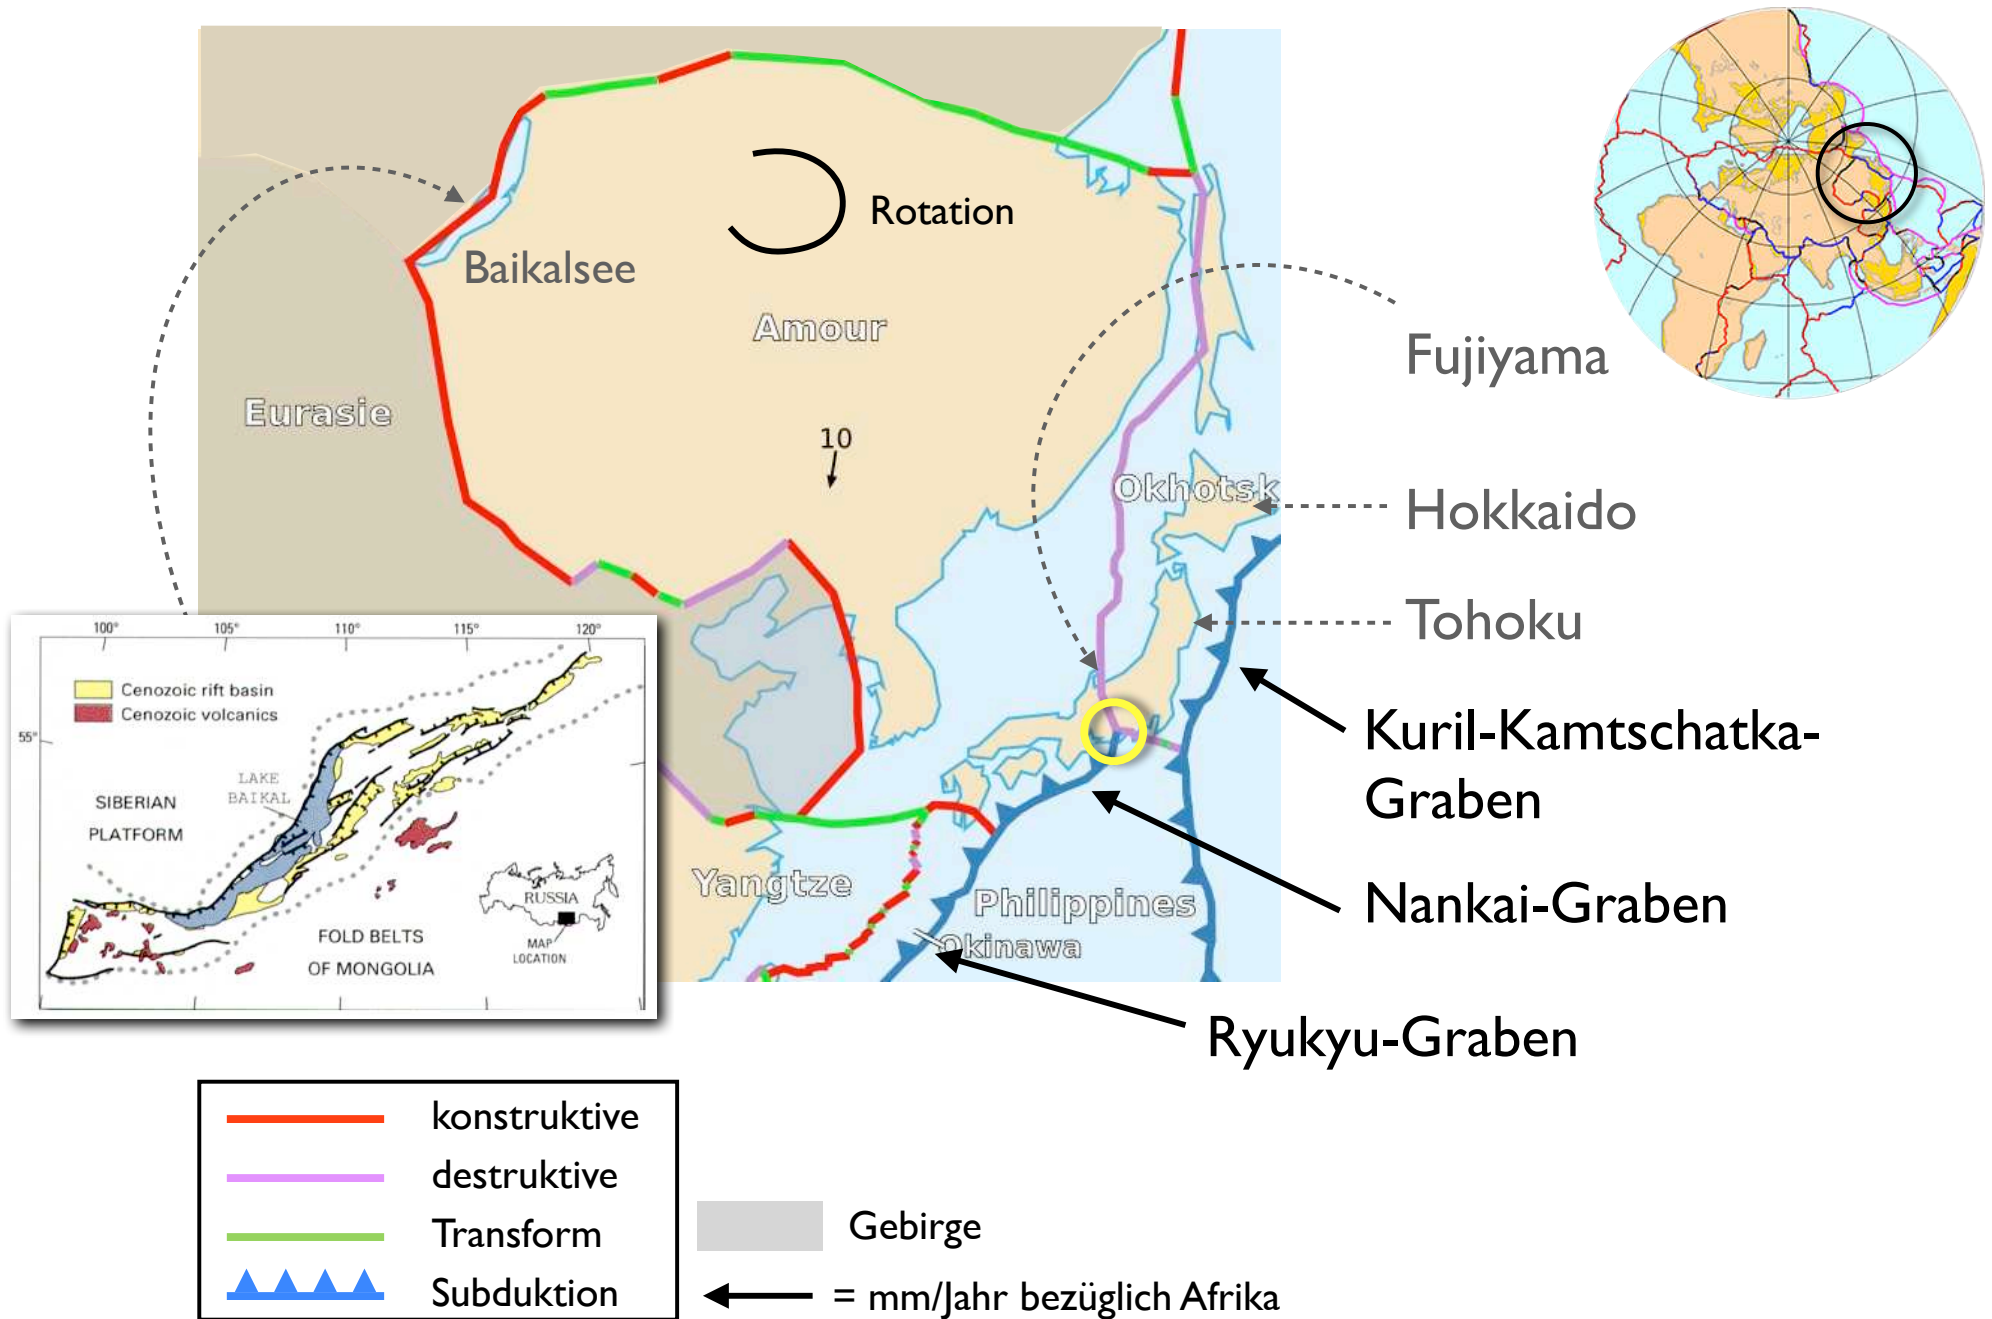 Rotation
Baikalsee
Amour
Fujiyama
Eurasie
10
Okhotsk
Hokkaido
Tohoku
100° 105° 110° 115° 120°
Cenozoic rift basin
Cenozoic volcanics
55°
LAKE
BAIKAL
SIBERIAN
PLATFORM
RUSSIA
MAP
LOCATION
FOLD BELTS
OF MONGOLIA
Kuril-Kamtschatka-
Graben
Yangtze
Philippines
Okinawa
Nankai-Graben
Ryukyu-Graben
konstruktive
destruktive
Transform
Subduktion
Gebirge
= mm/Jahr bezüglich Afrika